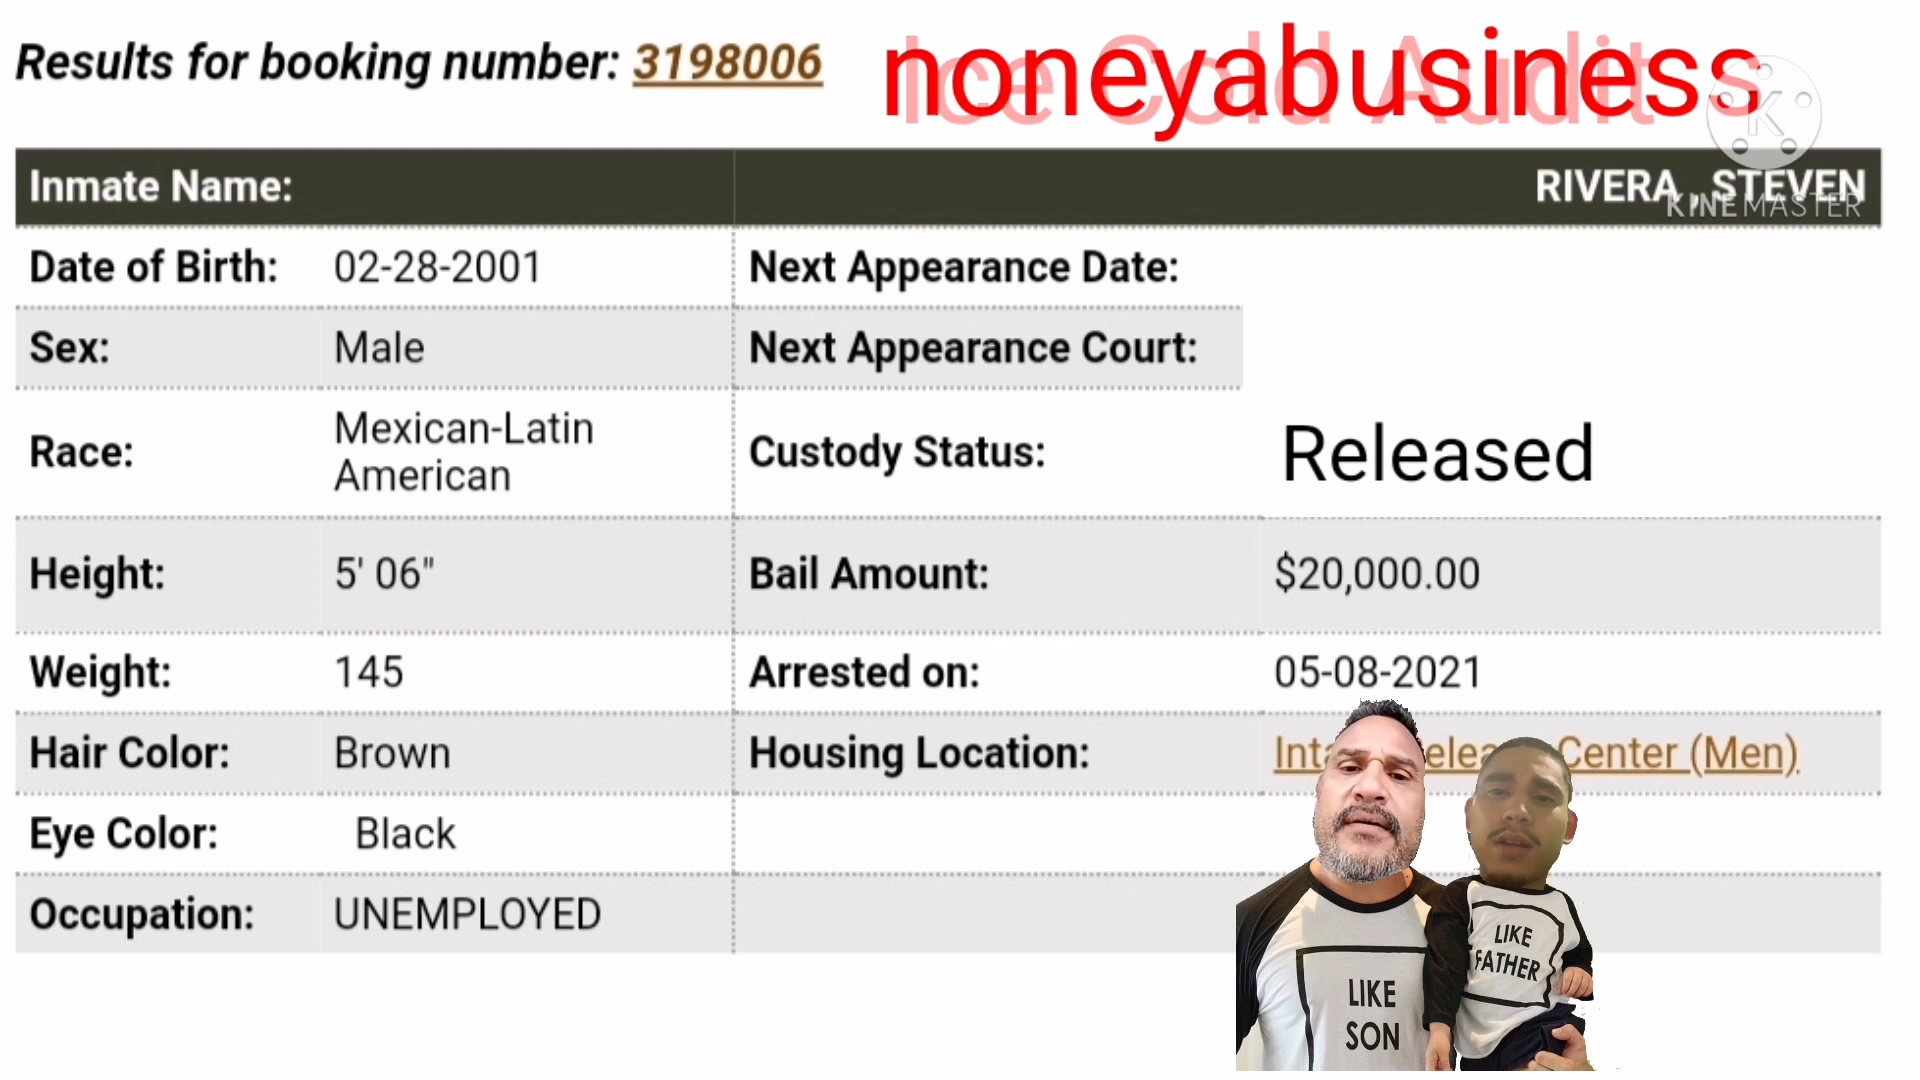 Results for booking number: 3198006
noneyabusiness
Ice Cold Audit
Inmate Name: RIVERA , STEVEN
KINEMASTER
Date of Birth: 02-28-2001 Next Appearance Date:
Sex: Male Next Appearance Court:
Race: Mexican-Latin American Custody Status: Released
Height: 5' 06" Bail Amount: $20,000.00
Weight: 145 Arrested on: 05-08-2021
Hair Color: Brown Housing Location: Center (Men)
Eye Color: Black
Occupation: UNEMPLOYED
LIKE
FATHER
LIKE
SON